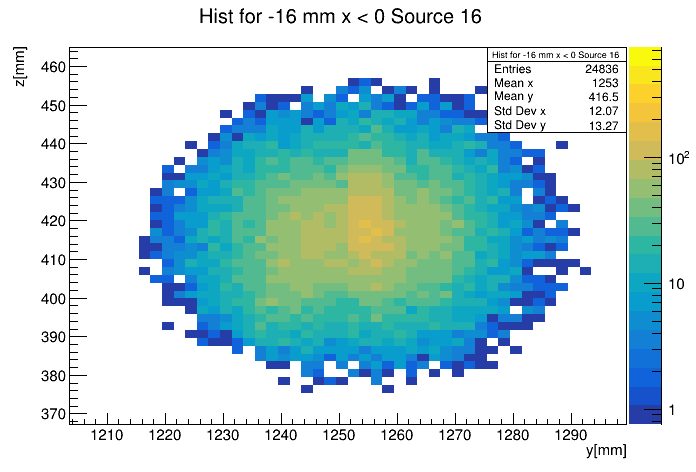 Hist for -16 mm x < 0 Source 16
z[mm]
Hist for -16 mm x < 0 Source 16
Entries 24836
Mean x 1253
Mean y 416.5
Std Dev x 12.07
Std Dev y 13.27
460
450
440
430
420
410
400
390
380
370
1210 1220 1230 1240 1250 1260 1270 1280 1290
y[mm]
10²
10
1